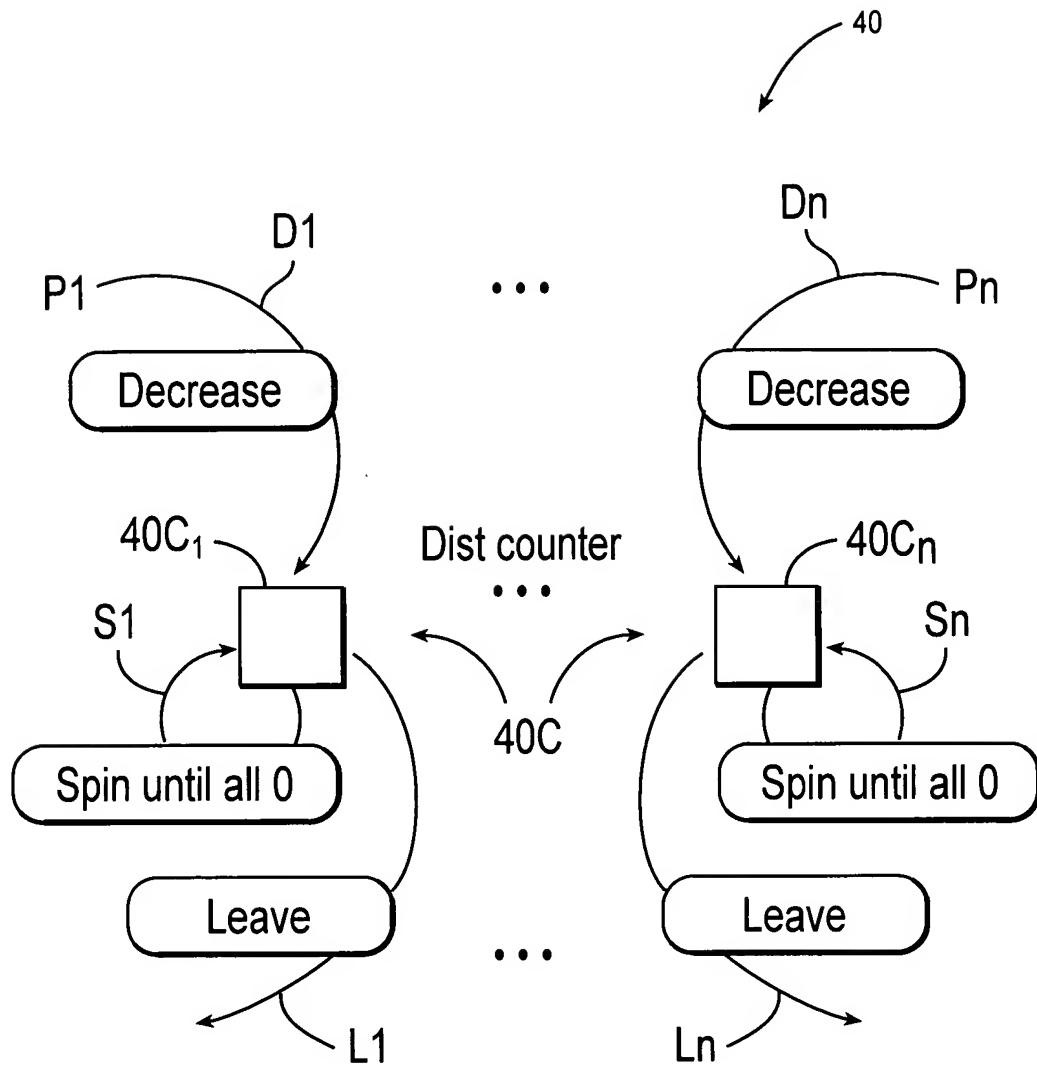 40
D1
Dn
P1
• • •
Pn
Decrease
Decrease
40C₁
Dist counter
40Cₙ
• • •
S1
Sn
40C
Spin until all 0
Spin until all 0
Leave
Leave
• • •
L1
Ln